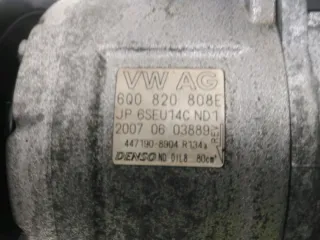 VW AG
6Q0 820 808E
JP 6SEU14C ND1
2007 06 03889
447190-8904 R134a
DENSO ND OIL8 80cm³